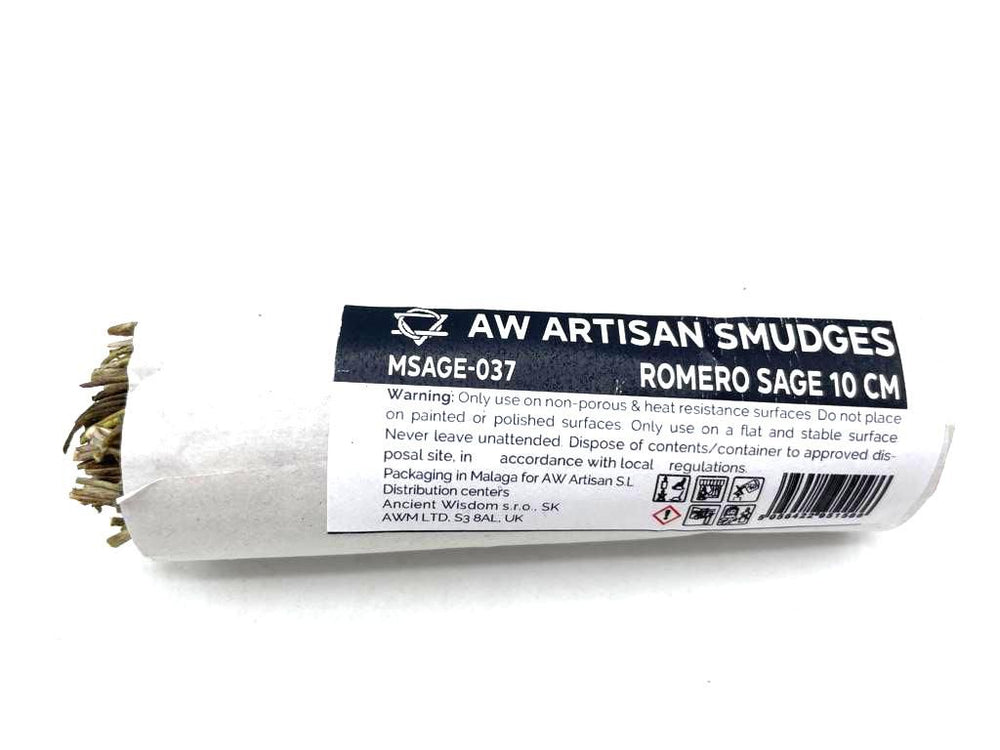 AW ARTISAN SMUDGES
MSAGE-037
ROMERO SAGE 10 CM
Warning: Only use on non-porous & heat resistance surfaces. Do not place
on painted or polished surfaces. Only use on a flat and stable surface
Never leave unattended. Dispose of contents/container to approved dis-
posal site, in accordance with local regulations.
Packaging in Malaga for AW Artisan S.L
Distribution centers
Ancient Wisdom s.r.o., SK
AWM LTD. S3 8AL, UK